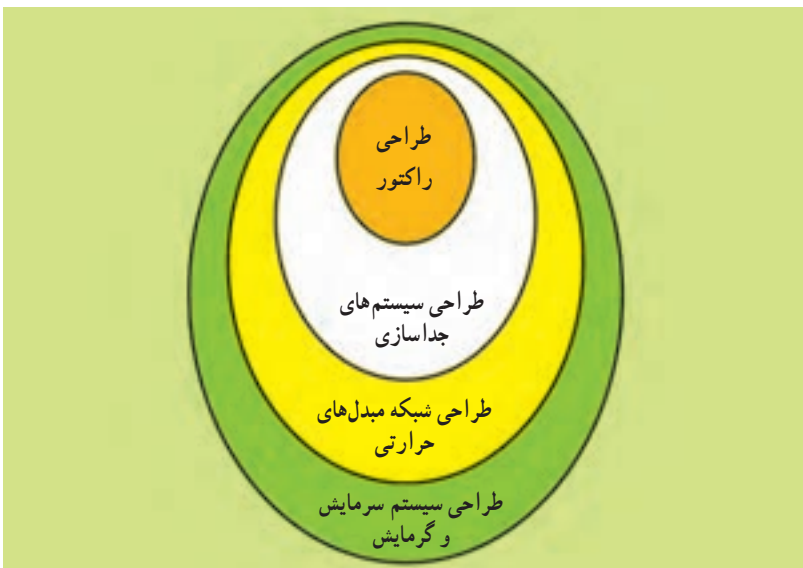 طراحی
راکتور
طراحی سیستم‌های
جداسازی
طراحی شبکه مبدل‌های
حرارتی
طراحی سیستم سرمایش
و گرمایش